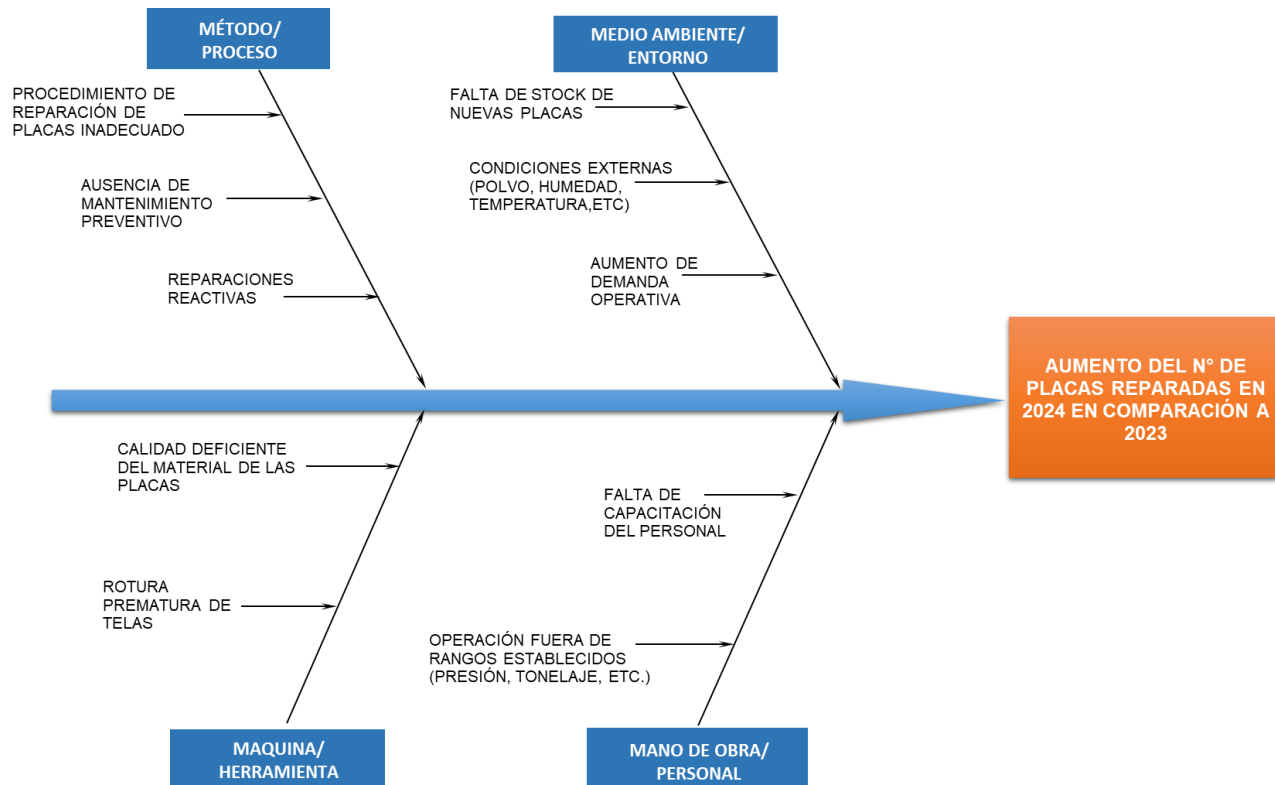 MÉTODO/
PROCESO
MEDIO AMBIENTE/
ENTORNO
PROCEDIMIENTO DE
REPARACIÓN DE
PLACAS INADECUADO
FALTA DE STOCK DE
NUEVAS PLACAS
AUSENCIA DE
MANTENIMIENTO
PREVENTIVO
CONDICIONES EXTERNAS
(POLVO, HUMEDAD,
TEMPERATURA,ETC)
REPARACIONES
REACTIVAS
AUMENTO DE
DEMANDA
OPERATIVA
AUMENTO DEL N° DE
PLACAS REPARADAS EN
2024 EN COMPARACIÓN A
2023
CALIDAD DEFICIENTE
DEL MATERIAL DE LAS
PLACAS
FALTA DE
CAPACITACIÓN
DEL PERSONAL
ROTURA
PREMATURA DE
TELAS
OPERACIÓN FUERA DE
RANGOS ESTABLECIDOS
(PRESIÓN, TONELAJE, ETC.)
MAQUINA/
HERRAMIENTA
MANO DE OBRA/
PERSONAL